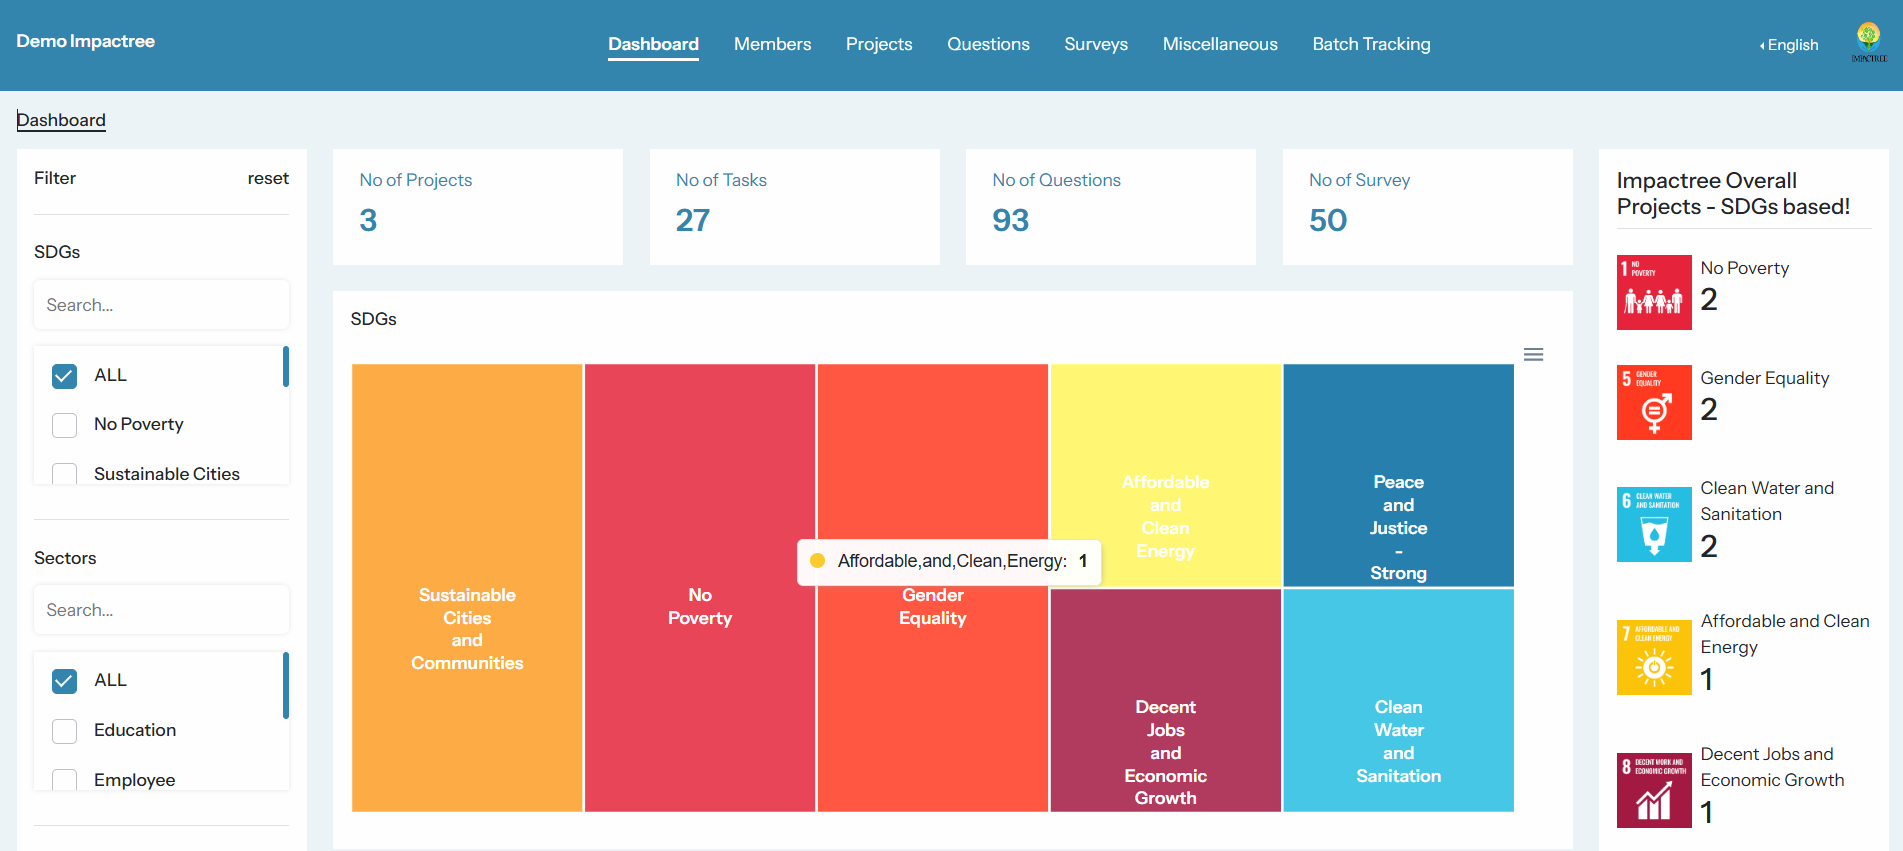 Demo Impactree
Dashboard
Members
Projects
Questions
Surveys
Miscellaneous
Batch Tracking
English
IMPACTREE
Dashboard
Filter
reset
SDGs
Search...
ALL
No Poverty
Sustainable Cities
Sectors
Search...
ALL
Education
Employee
No of Projects
3
No of Tasks
27
No of Questions
93
No of Survey
50
SDGs
Sustainable
Cities
and
Communities
No
Poverty
Gender
Equality
Affordable
and
Clean
Energy
Peace
and
Justice
-
Strong
Affordable,and,Clean,Energy: 1
Decent
Jobs
and
Economic
Growth
Clean
Water
and
Sanitation
Impactree Overall
Projects - SDGs based!
1 NO
POVERTY
No Poverty
2
5 GENDER
EQUALITY
Gender Equality
2
6 CLEAN WATER
AND SANITATION
Clean Water and
Sanitation
2
7 AFFORDABLE AND
CLEAN ENERGY
Affordable and Clean
Energy
1
8 DECENT WORK AND
ECONOMIC GROWTH
Decent Jobs and
Economic Growth
1